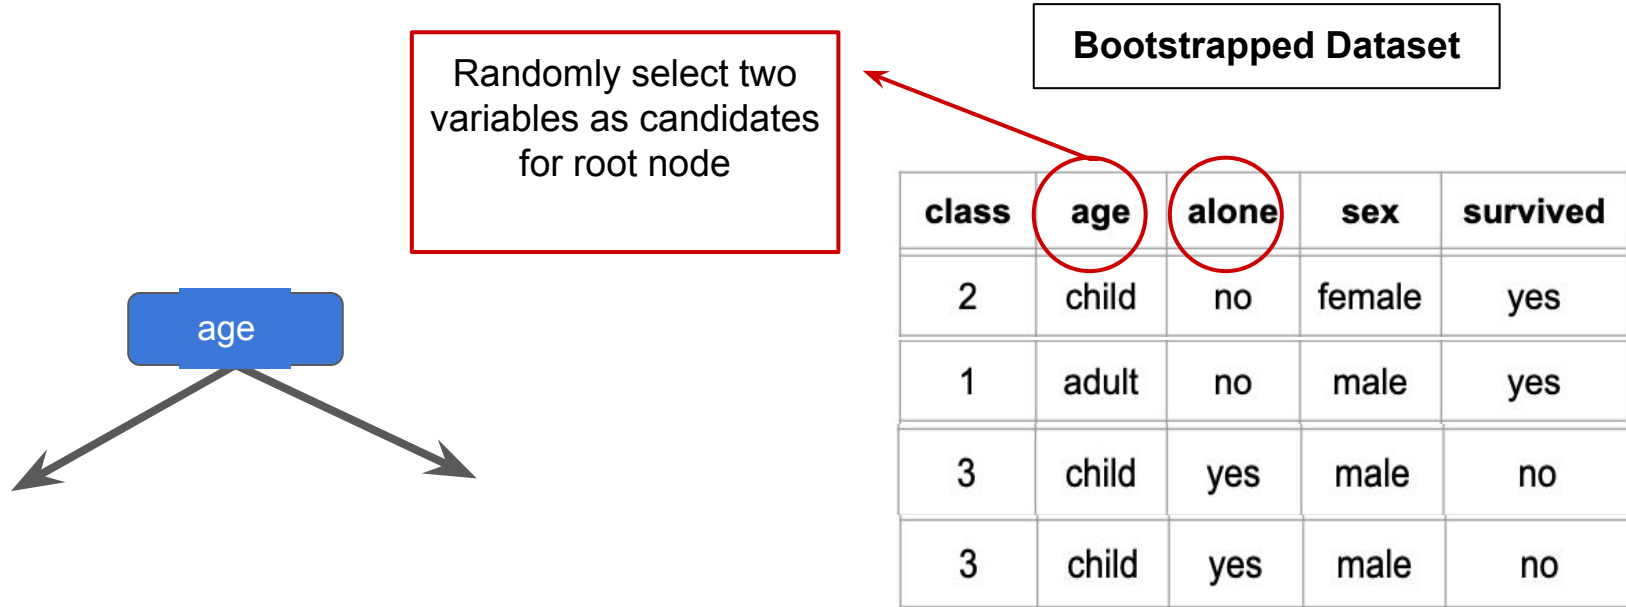 Randomly select two
variables as candidates
for root node
Bootstrapped Dataset
age
class age alone sex survived
2 child no female yes
1 adult no male yes
3 child yes male no
3 child yes male no